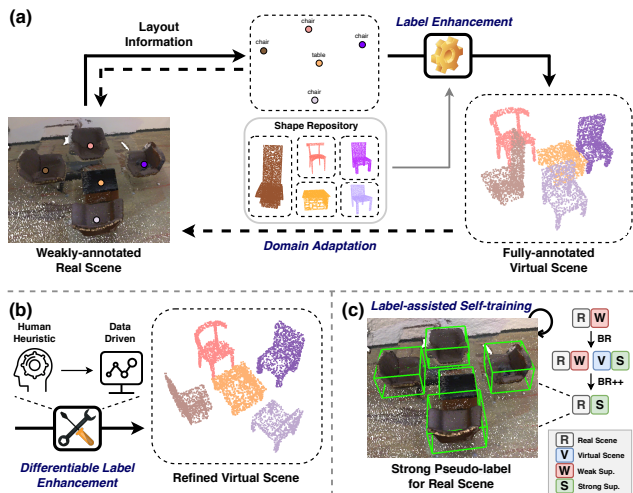 (a)
Layout
Information
chair
chair
chair
table
chair
Label Enhancement
Shape Repository
Weakly-annotated
Real Scene
Domain Adaptation
Fully-annotated
Virtual Scene
(b)
Human
Heuristic
Data
Driven
Differentiable Label
Enhancement
Refined Virtual Scene
(c)
Label-assisted Self-training
Strong Pseudo-label
for Real Scene
R W
BR
R W V S
BR++
R S
R Real Scene
V Virtual Scene
W Weak Sup.
S Strong Sup.